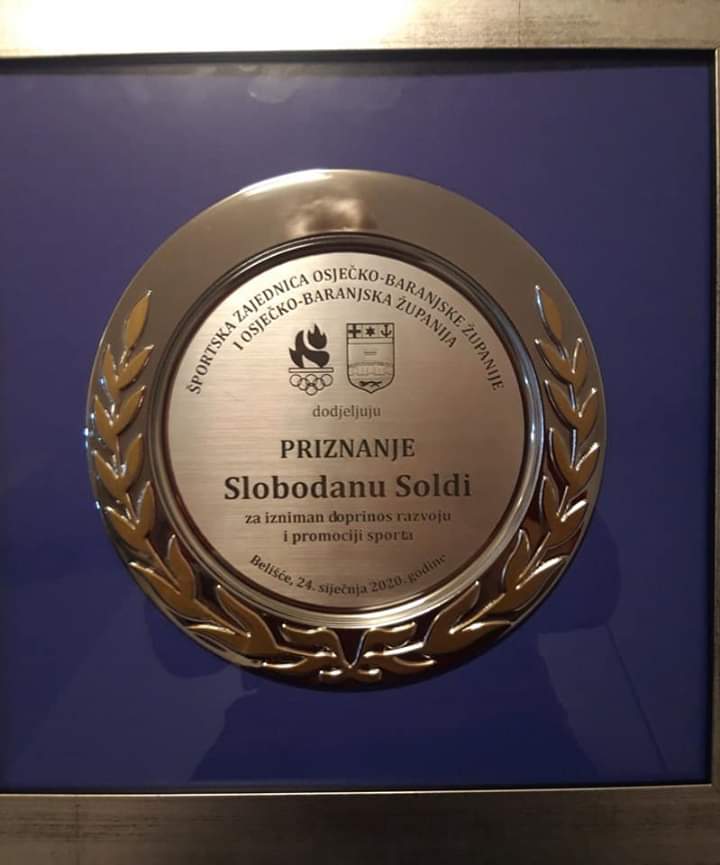 ŠPORTSKA ZAJEDNICA OSJEČKO-BARANJSKE ŽUPANIJE
I OSJEČKO-BARANJSKA ŽUPANIJA
dodjeljuju
PRIZNANJE
Slobodanu Soldi
za izniman doprinos razvoju
i promociji sporta
Belišće, 24. siječnja 2020. godine